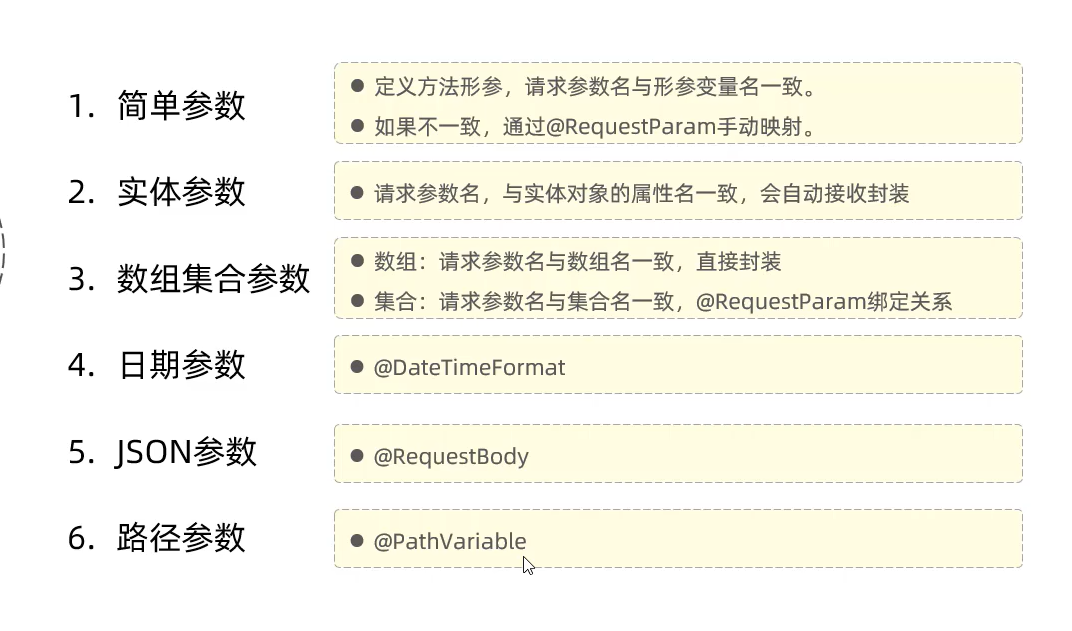 1. 简单参数
● 定义方法形参，请求参数名与形参变量名一致。
● 如果不一致，通过@RequestParam手动映射。
2. 实体参数
● 请求参数名，与实体对象的属性名一致，会自动接收封装
3. 数组集合参数
● 数组：请求参数名与数组名一致，直接封装
● 集合：请求参数名与集合名一致，@RequestParam绑定关系
4. 日期参数
● @DateTimeFormat
5. JSON参数
● @RequestBody
6. 路径参数
● @PathVariable